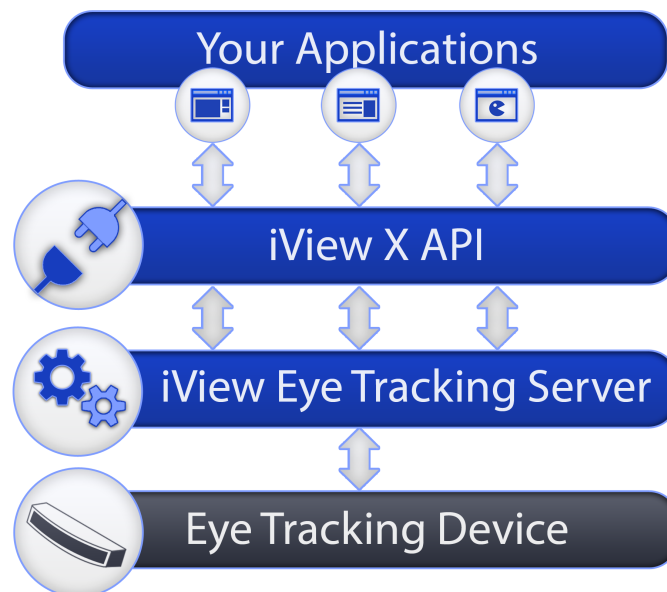 Your Applications
iView X API
iView Eye Tracking Server
Eye Tracking Device